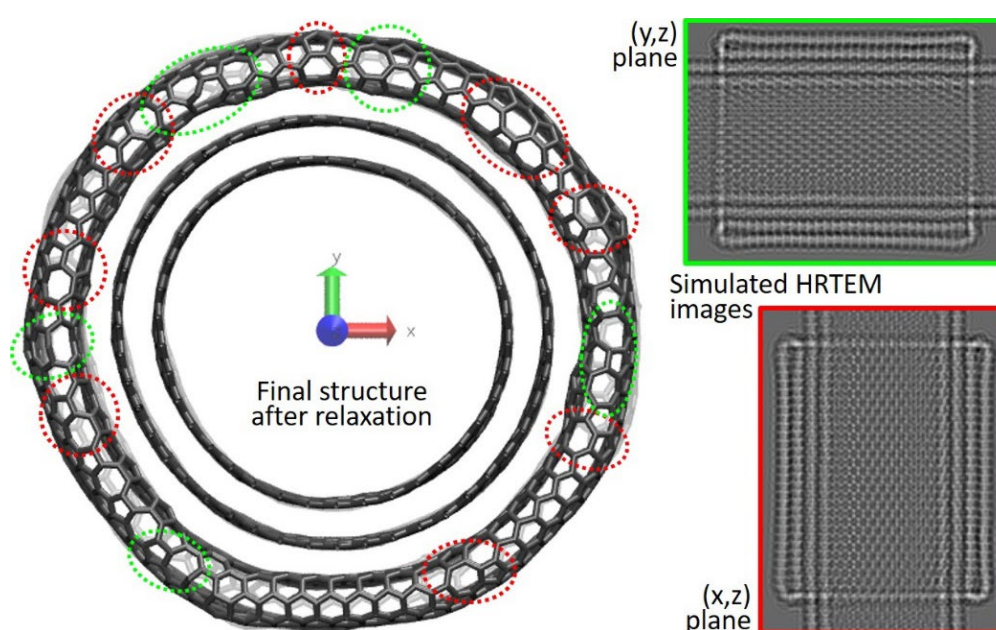 (y,z)
plane
y
x
Final structure
after relaxation
Simulated HRTEM
images
(x,z)
plane